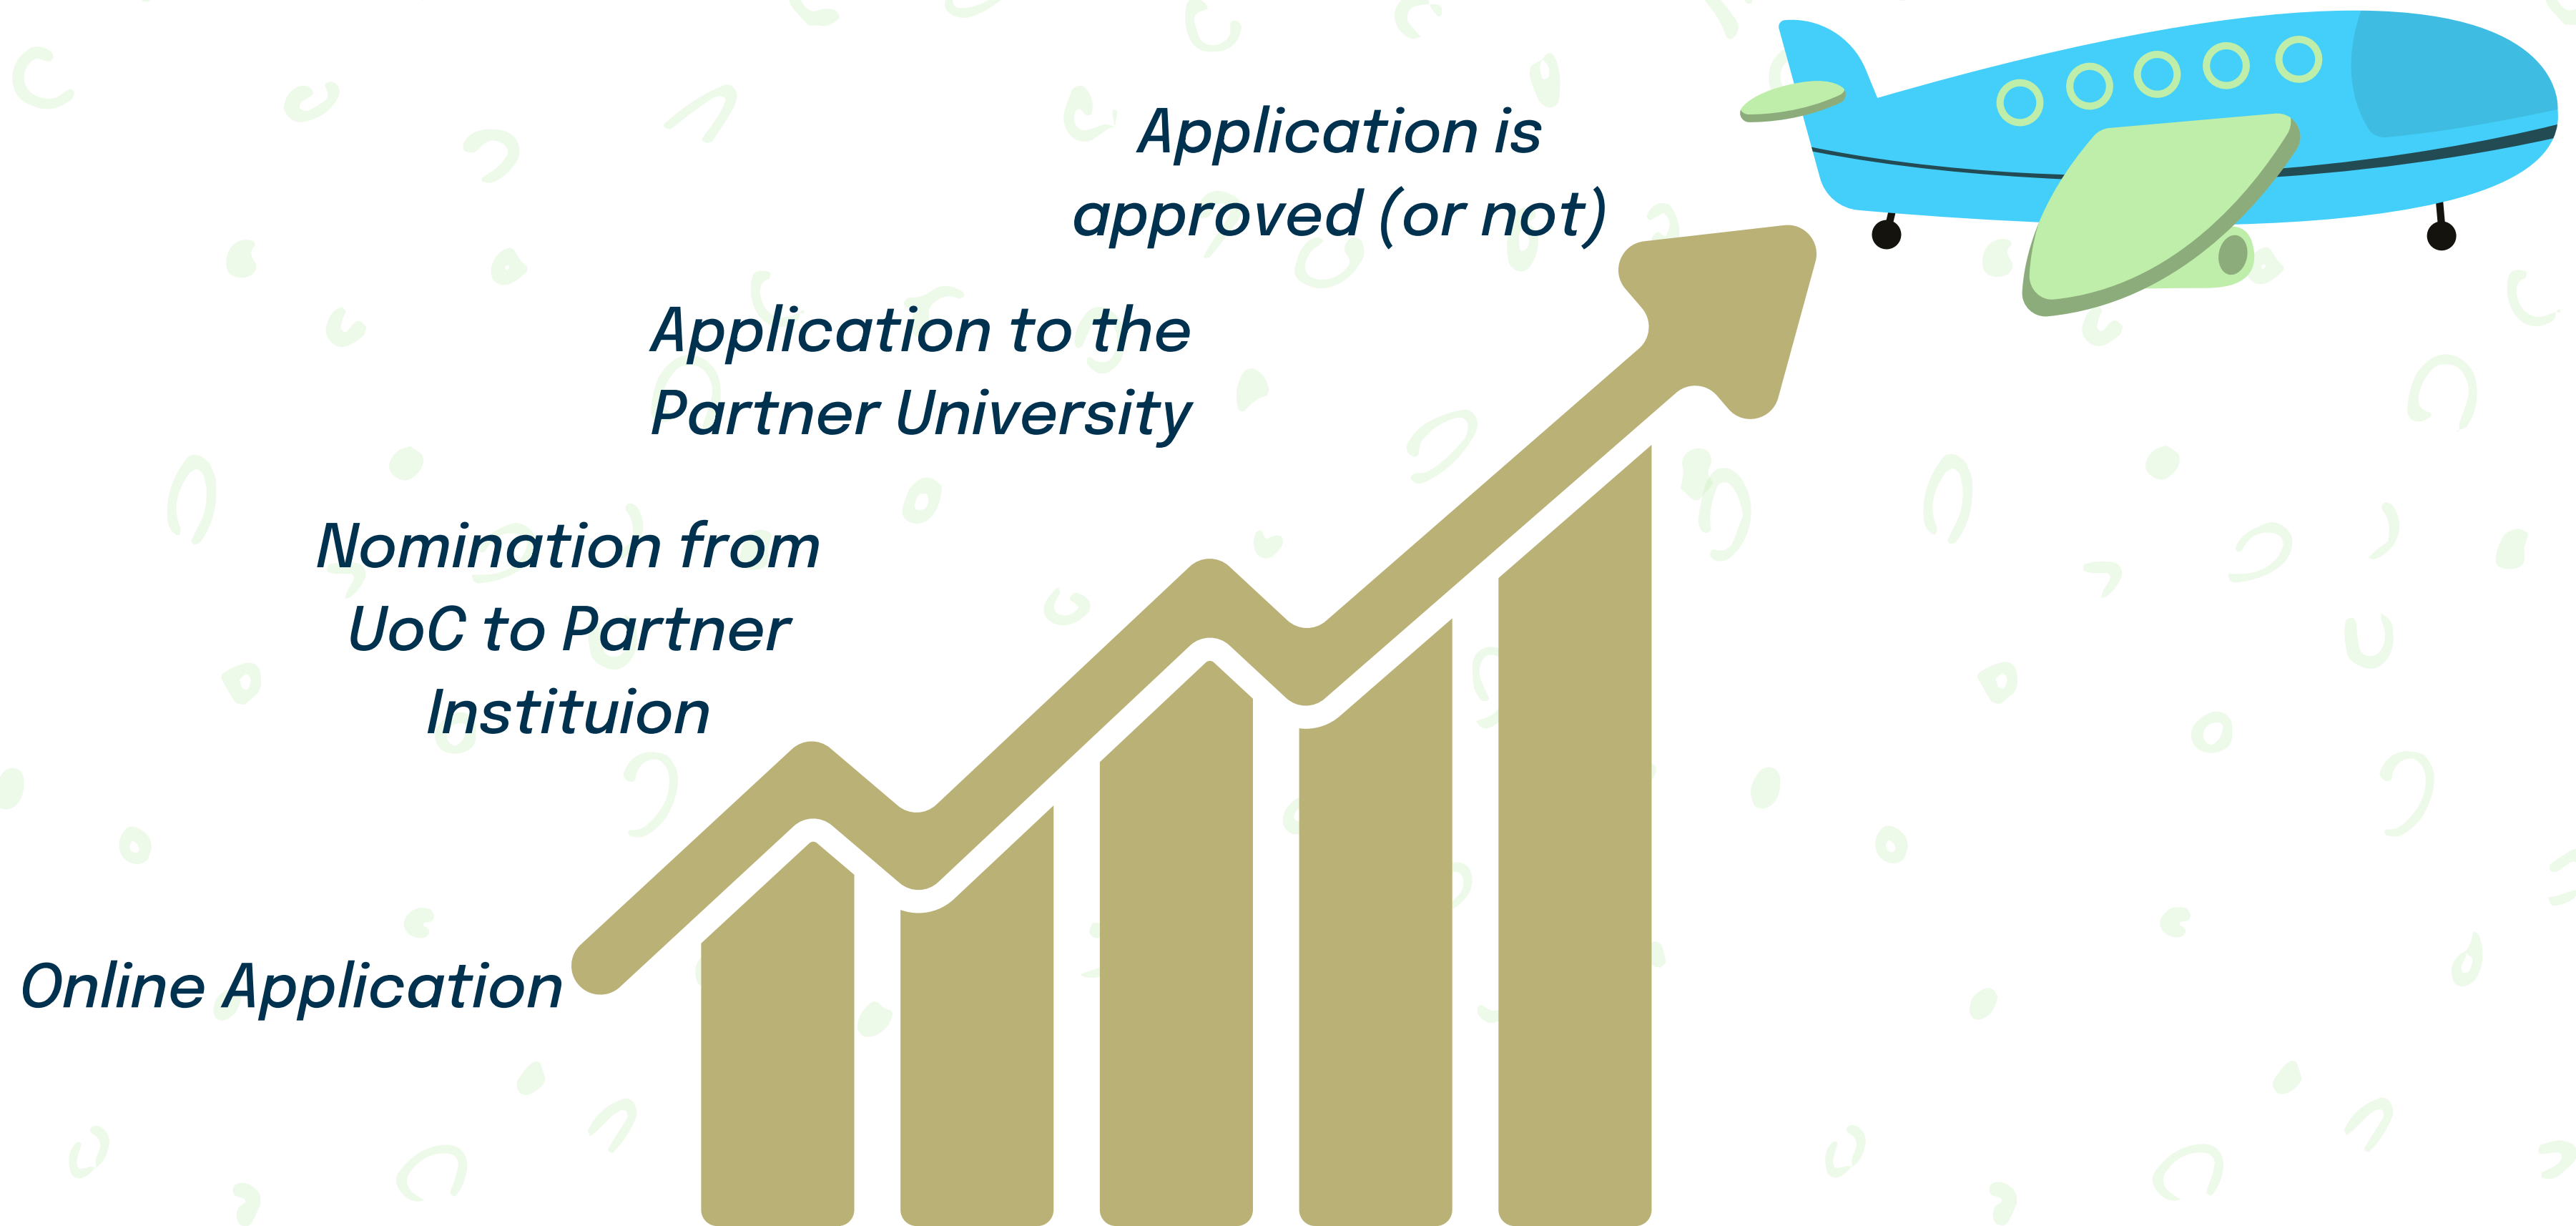 Application is
approved (or not)
Application to the
Partner University
Nomination from
UoC to Partner
Instituion
Online Application